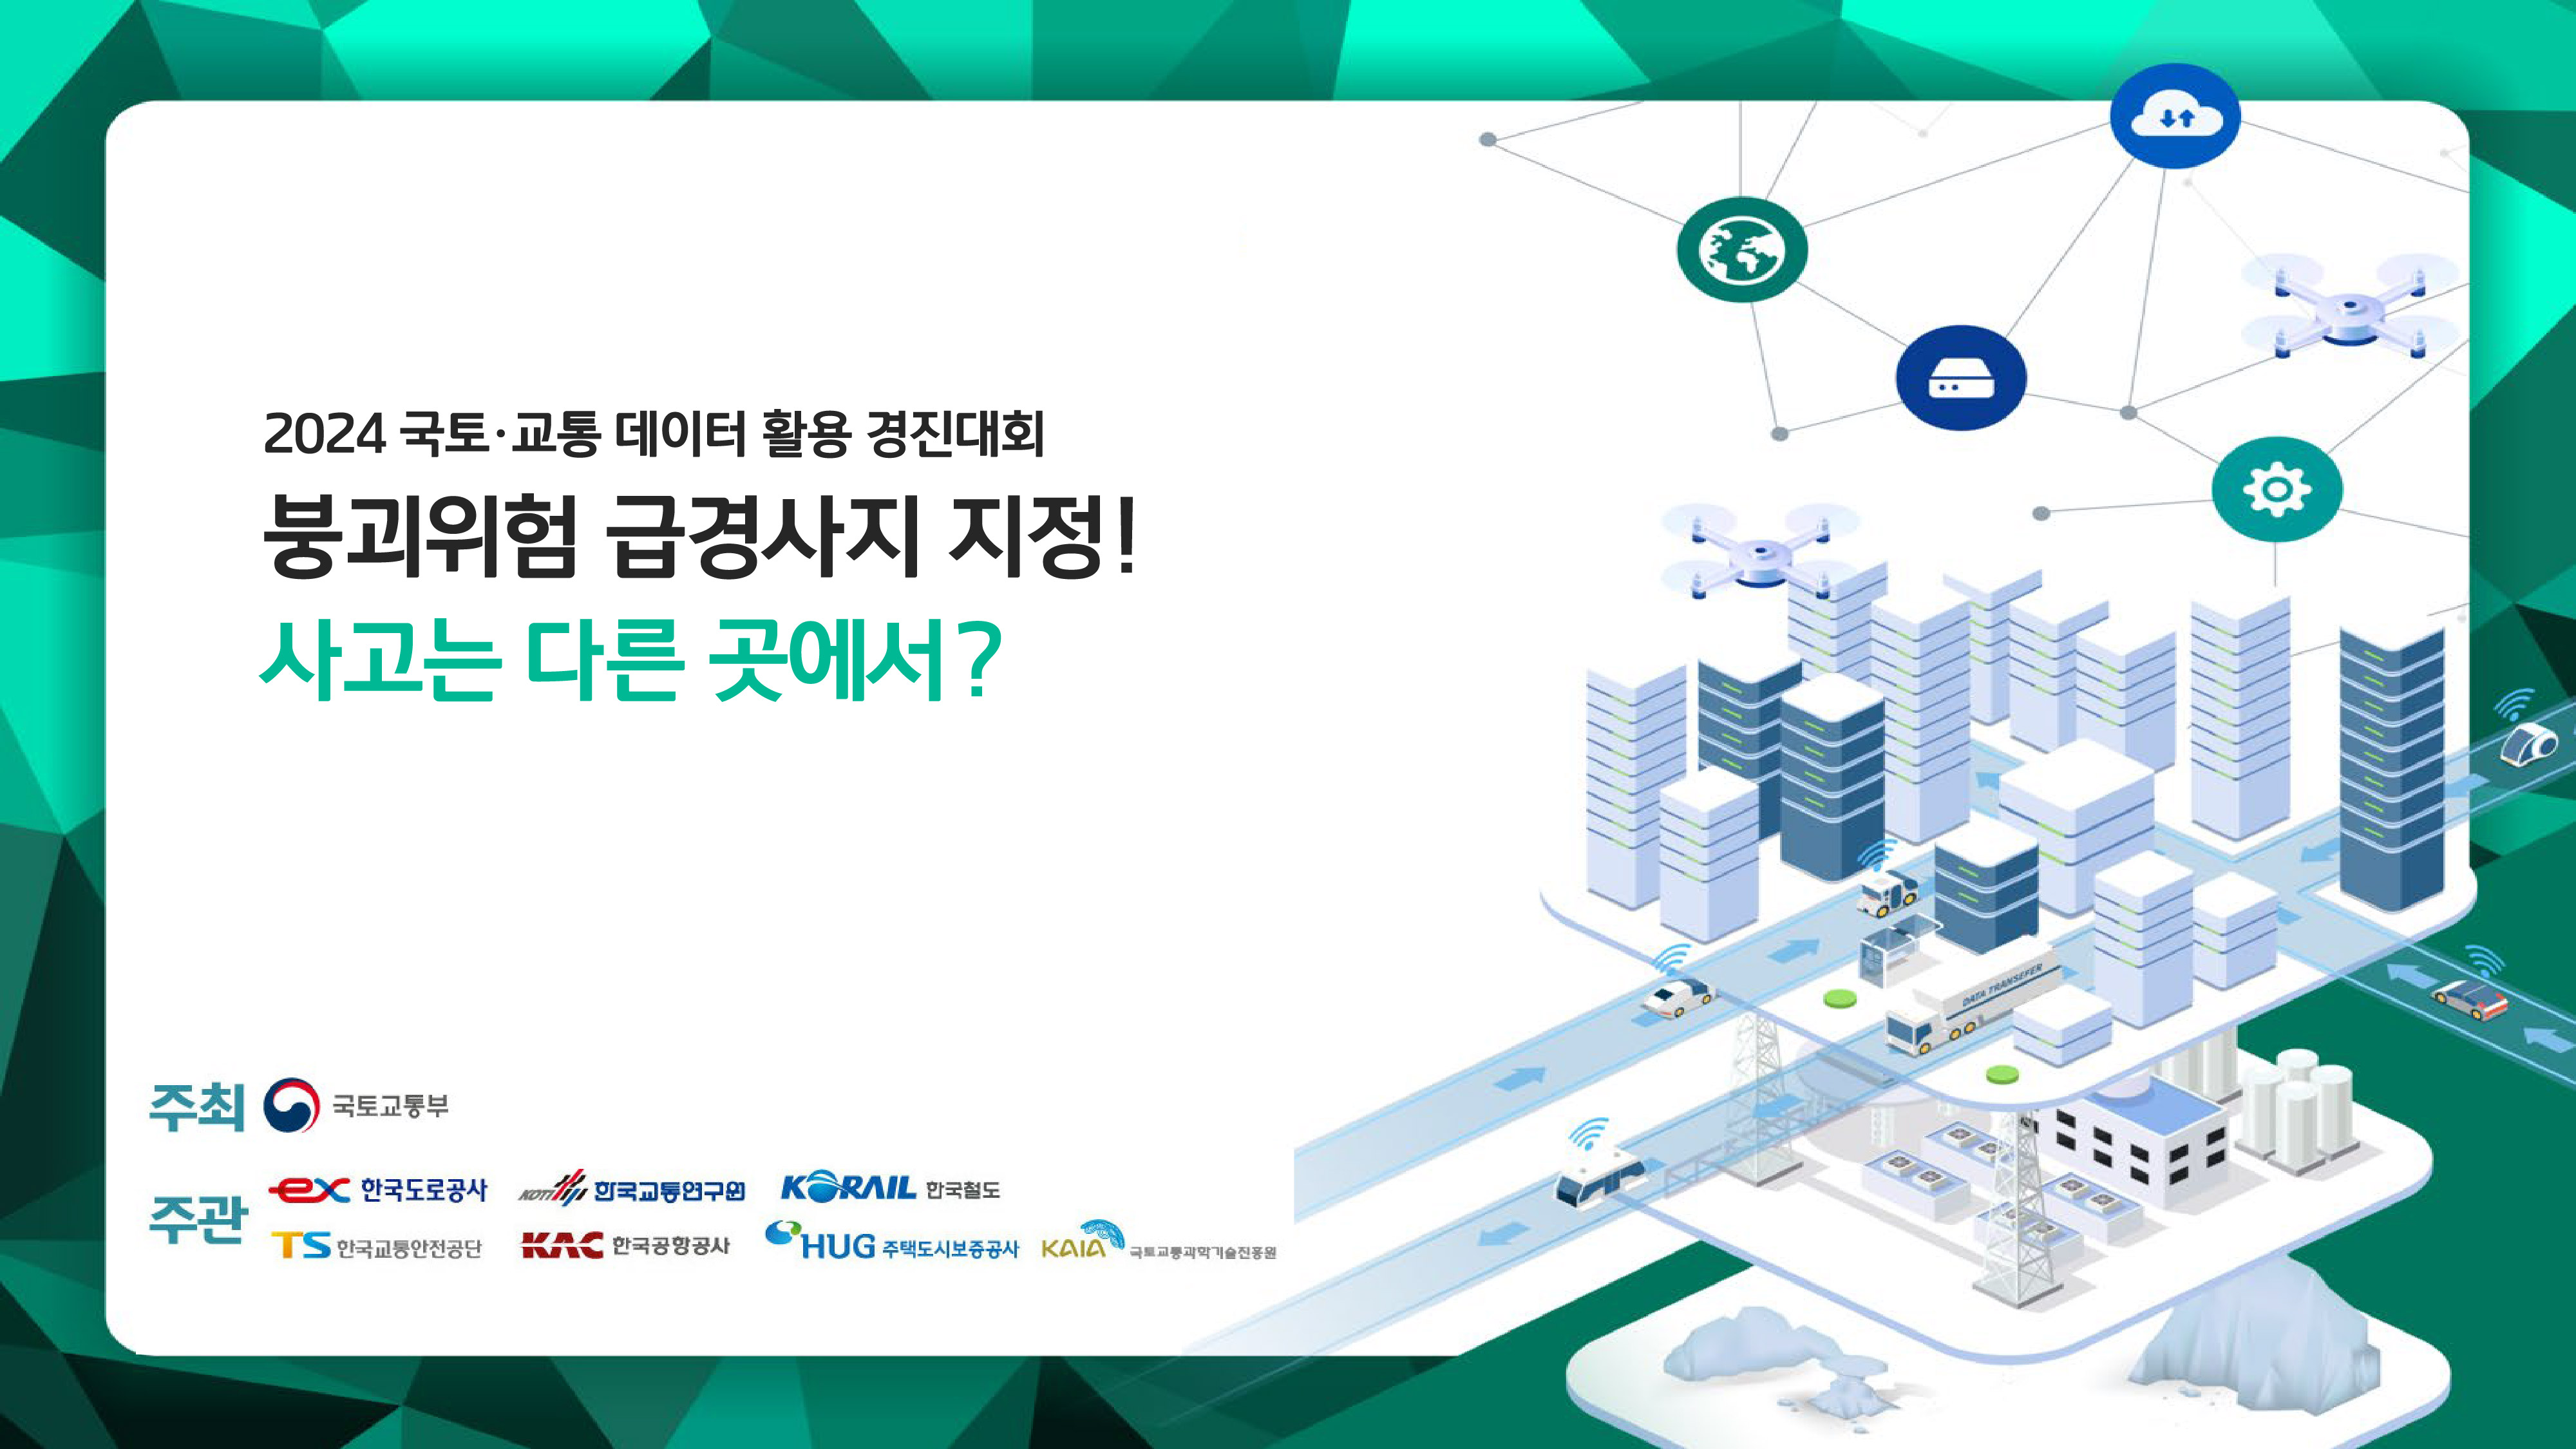 2024 국토·교통 데이터 활용 경진대회
붕괴위험 급경사지 지정!
사고는 다른 곳에서?
주최 국토교통부
주관
ex 한국도로공사 KOTI 한국교통연구원 KORAIL 한국철도
TS 한국교통안전공단 KAC 한국공항공사 HUG 주택도시보증공사 KAIA 국토교통과학기술진흥원
DATA TRANSEFER